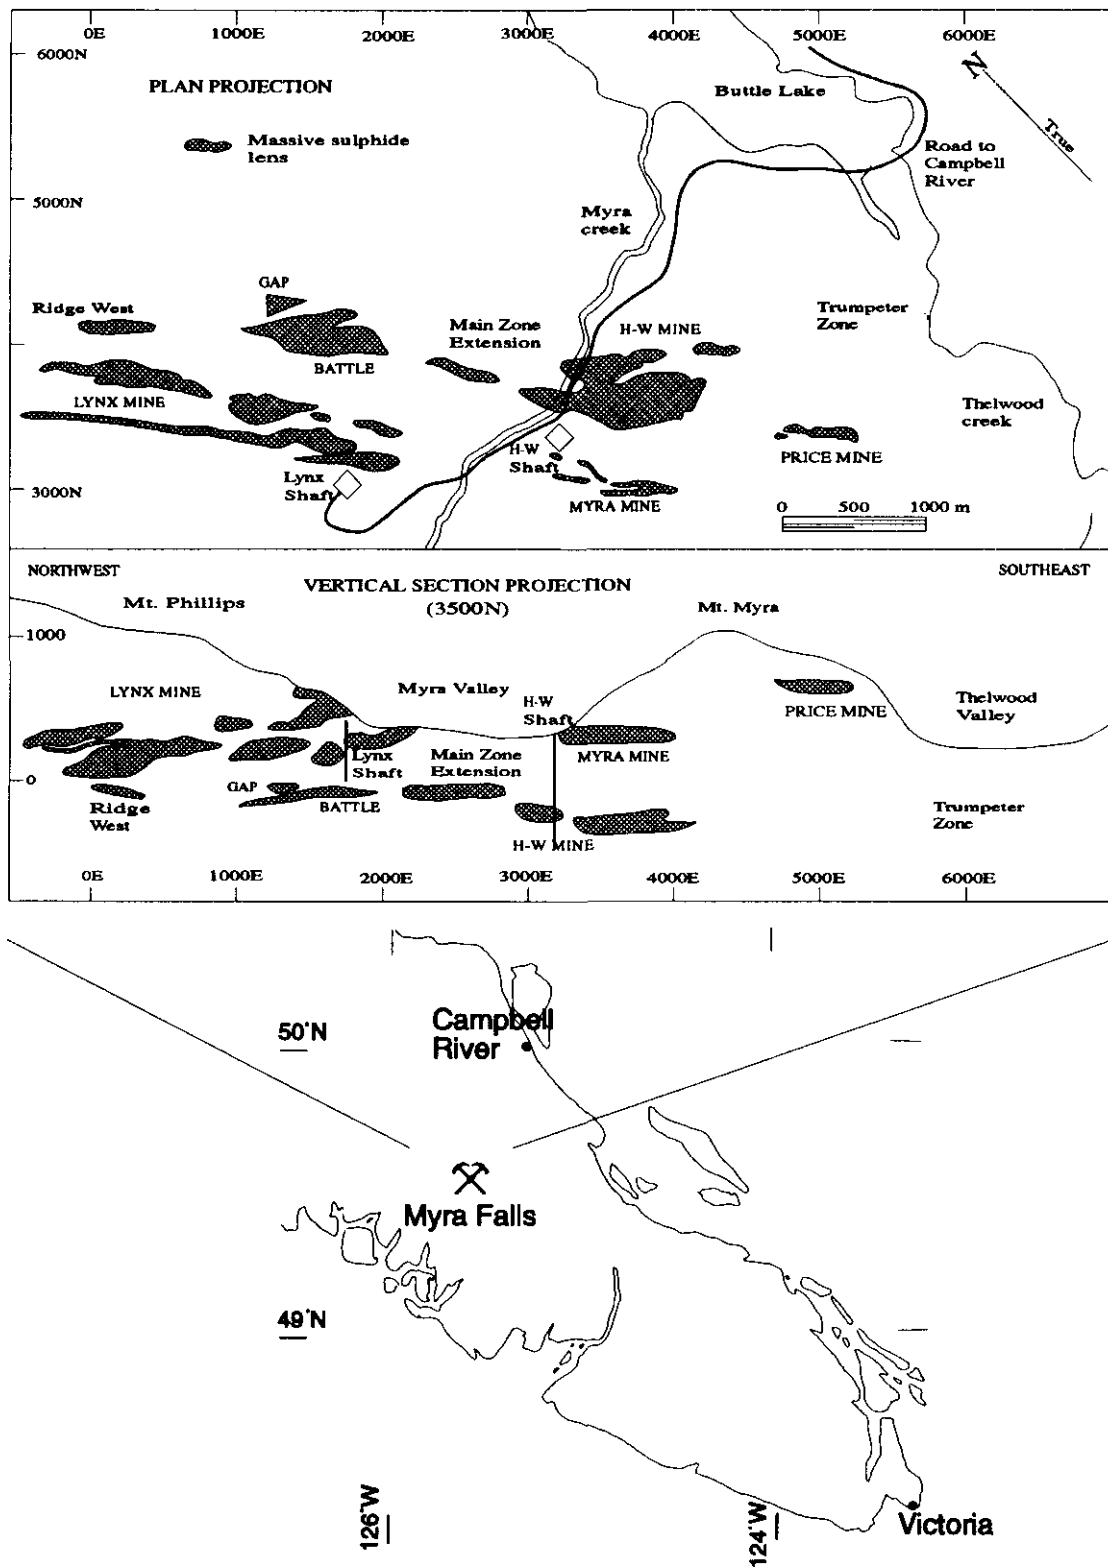 0E 1000E 2000E 3000E 4000E 5000E 6000E
6000N
PLAN PROJECTION
Massive sulphide
lens
Buttle Lake
N
True
Road to
Campbell
River
5000N
Myra
creek
GAP
Ridge West
Main Zone
Extension
H-W MINE
Trumpeter
Zone
BATTLE
LYNX MINE
Thelwood
creek
H-W
Shaft
PRICE MINE
Lynx
Shaft
3000N
MYRA MINE
0 500 1000 m
NORTHWEST
VERTICAL SECTION PROJECTION
(3500N)
SOUTHEAST
Mt. Phillips
Mt. Myra
1000
LYNX MINE
Myra Valley
H-W
Shaft
PRICE MINE
Thelwood
Valley
Lynx
Shaft
Main Zone
Extension
MYRA MINE
0
GAP
BATTLE
Ridge
West
H-W MINE
Trumpeter
Zone
0E 1000E 2000E 3000E 4000E 5000E 6000E
50°N
Campbell
River
Myra Falls
49°N
126°W
124°W
Victoria